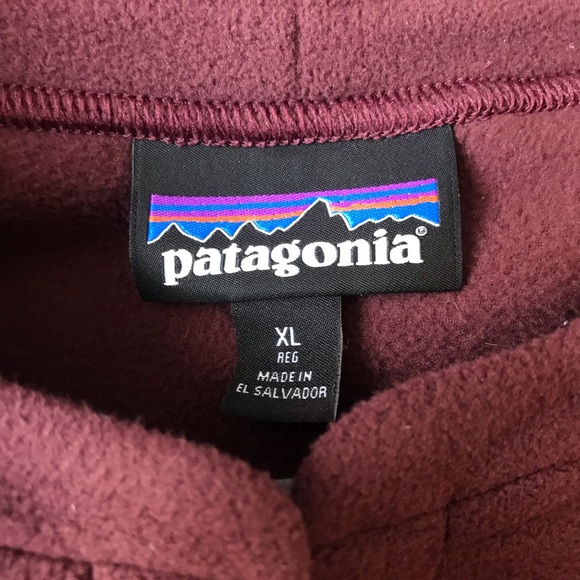 patagonia®
XL
REG
MADE IN
EL SALVADOR